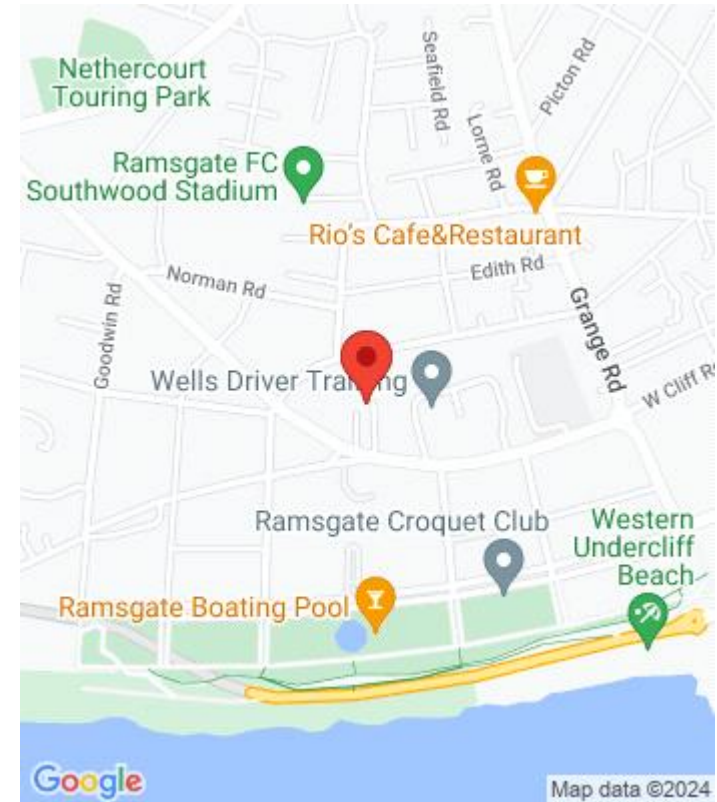 Nethercourt
Touring Park
Seafield Rd
Picton Rd
Lorne Rd
Ramsgate FC
Southwood Stadium
Rio's Cafe&Restaurant
Edith Rd
Norman Rd
Goodwin Rd
Grange Rd
Wells Driver Training
W Cliff Rd
Ramsgate Croquet Club
Western
Undercliff
Beach
Ramsgate Boating Pool
Google
Map data ©2024